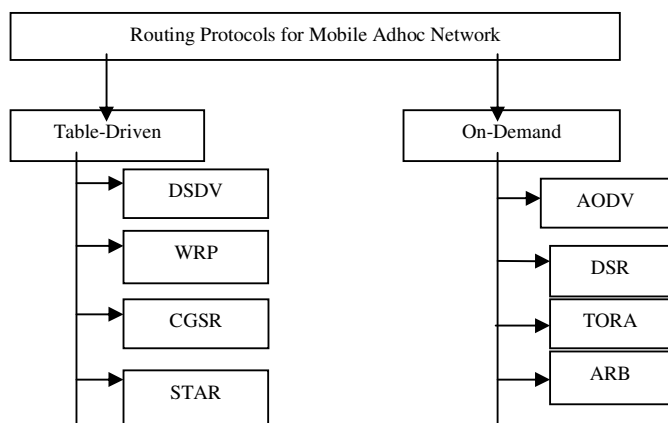 Routing Protocols for Mobile Adhoc Network
Table-Driven
On-Demand
DSDV
WRP
CGSR
STAR
AODV
DSR
TORA
ARB